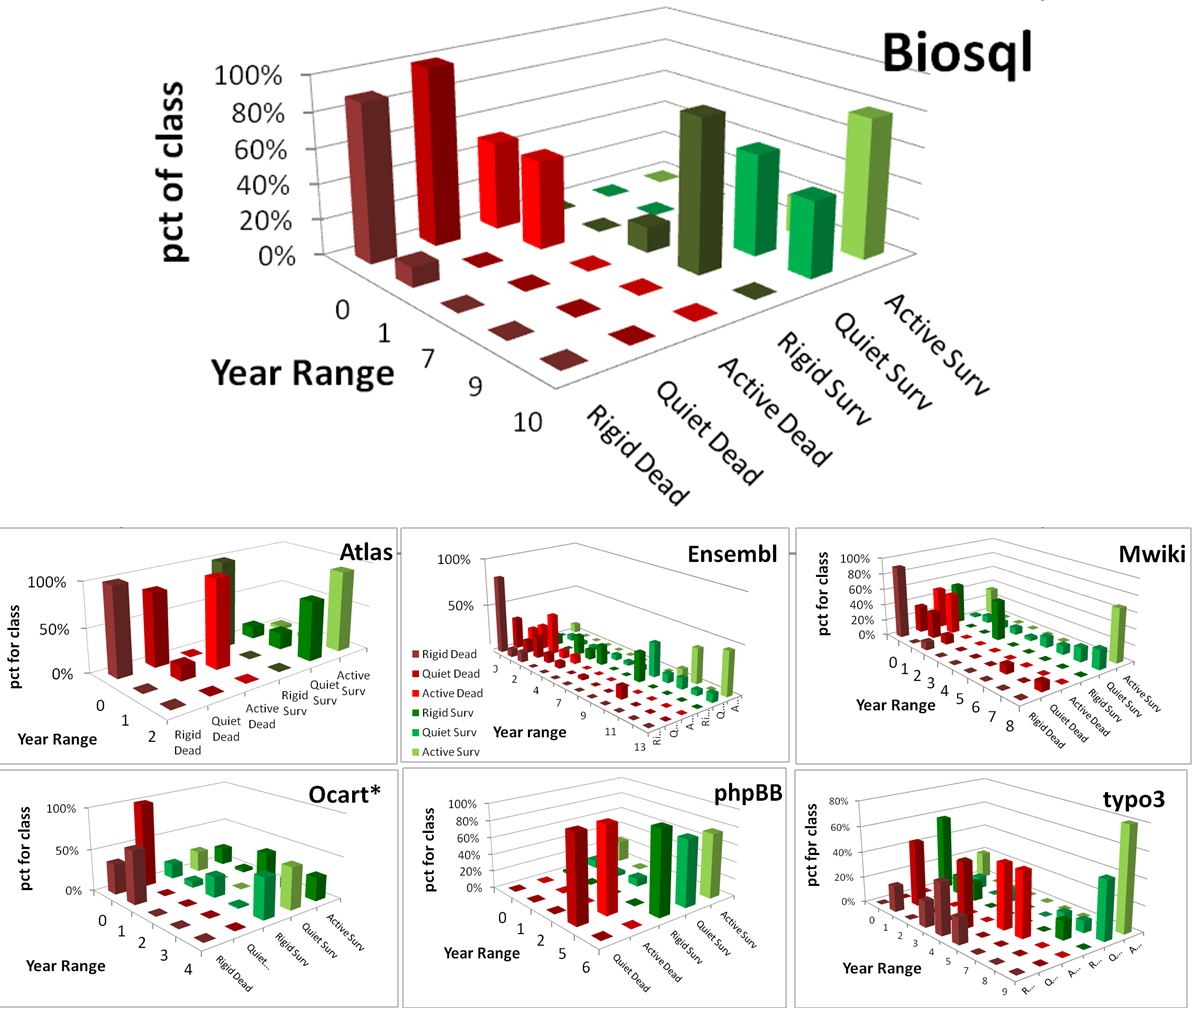 Biosql
pct of class
100%
80%
60%
40%
20%
0%
0
1
7
9
10
Year Range
Rigid Dead
Quiet Dead
Active Dead
Rigid Surv
Quiet Surv
Active Surv
Atlas
pct for class
100%
50%
0%
0
1
2
Year Range
Rigid
Dead
Quiet
Dead
Active
Dead
Rigid
Surv
Quiet
Surv
Active
Surv
Ensembl
100%
50%
Rigid Dead
Quiet Dead
Active Dead
Rigid Surv
Quiet Surv
Active Surv
0
2
4
7
9
11
13
Year range
Ri...
Q...
A...
Ri...
Q...
A...
Mwiki
pct for class
100%
80%
60%
40%
20%
0%
0
1
2
3
4
5
6
7
8
Year Range
Rigid Dead
Quiet Dead
Active Dead
Rigid Surv
Quiet Surv
Active Surv
Ocart*
pct for class
100%
50%
0%
0
1
2
3
4
Year Range
Rigid Dead
Quiet...
Rigid Surv
Quiet Surv
Active Surv
phpBB
pct for class
100%
80%
60%
40%
20%
0%
0
1
2
5
6
Year Range
Quiet Dead
Active Dead
Rigid Surv
Quiet Surv
Active Surv
typo3
pct fpr class
80%
60%
40%
20%
0%
0
1
2
3
4
5
7
8
9
Year Range
R...
Q...
A...
R...
Q...
A...